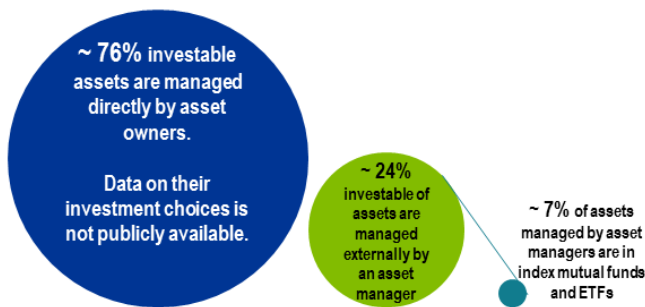 ~ 76% investable
assets are managed
directly by asset
owners.
Data on their
investment choices is
not publicly available.
~ 24%
investable of
assets are
managed
externally by
an asset
manager
~ 7% of assets
managed by asset
managers are in
index mutual funds
and ETFs